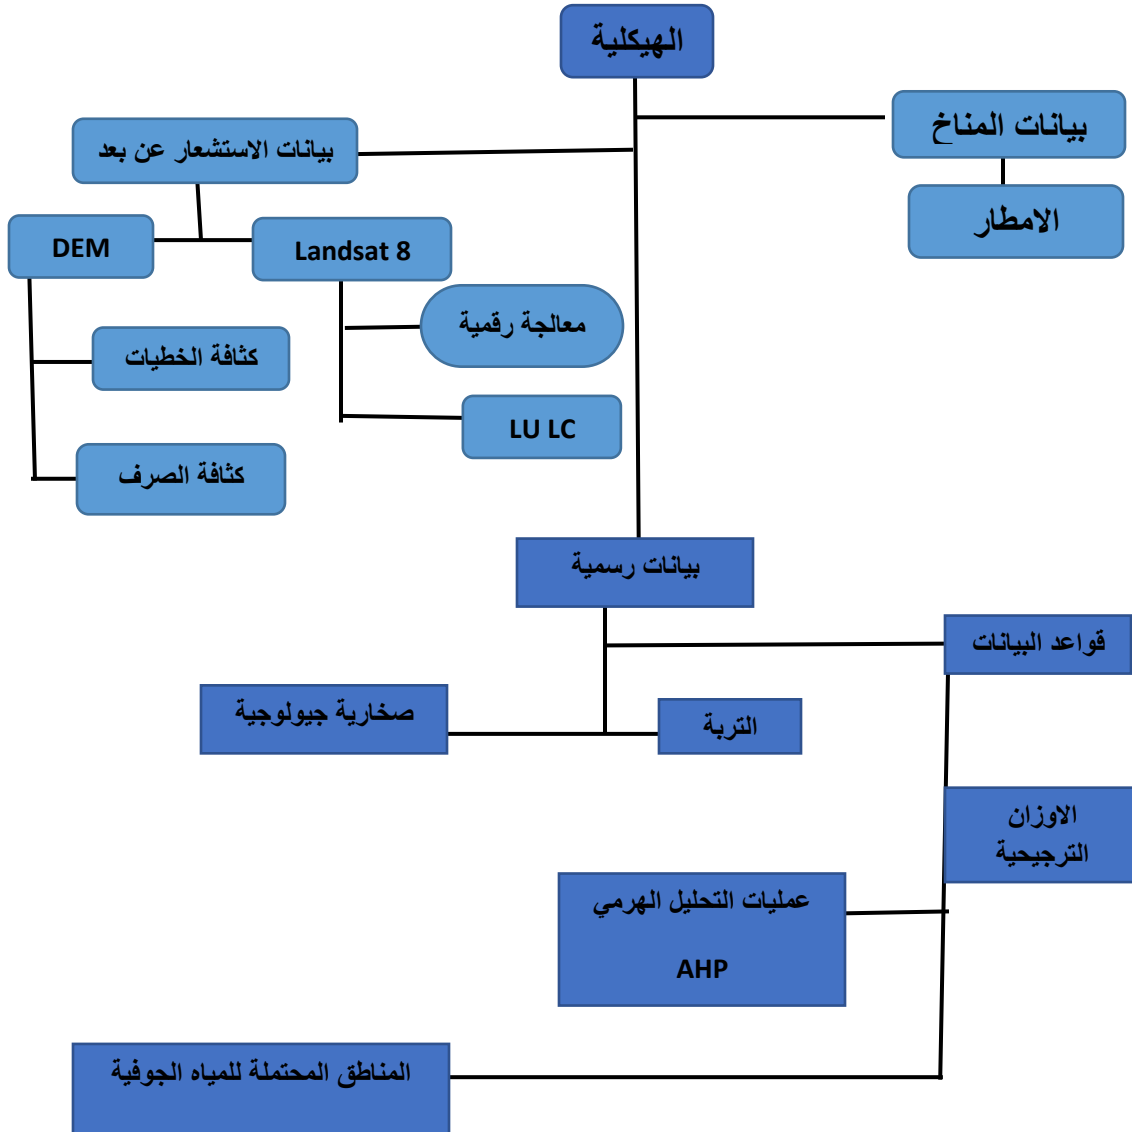 الهيكلية
بيانات المناخ
بيانات الاستشعار عن بعد
الامطار
DEM
Landsat 8
معالجة رقمية
كثافة الخطيات
LU LC
كثافة الصرف
بيانات رسمية
قواعد البيانات
صخارية جيولوجية
التربة
الاوزان
الترجيحية
عمليات التحليل الهرمي
AHP
المناطق المحتملة للمياه الجوفية